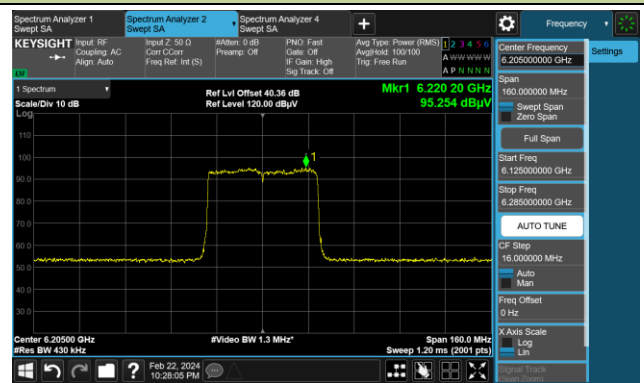 Spectrum Analyzer 1
Swept SA
Spectrum Analyzer 2
Swept SA
Spectrum Analyzer 4
Swept SA
Frequency
KEYSIGHT
Input: RF
Coupling: AC
Align: Auto
Input Z: 50 Ω
Corr CCorr
Freq Ref: Int (S)
#Atten: 0 dB
Preamp: Off
PNO: Fast
Gate: Off
IF Gain: High
Sig Track: Off
Avg Type: Power (RMS)
Avg|Hold: 100/100
Trig: Free Run
1 2 3 4 5 6
A W W W W W
A P N N N N
1 Spectrum
Scale/Div 10 dB
Log
Ref Lvl Offset 40.36 dB
Ref Level 120.00 dBµV
Mkr1 6.220 20 GHz
95.254 dBµV
110
100
90.0
80.0
70.0
60.0
50.0
40.0
30.0
1
Center 6.20500 GHz
#Res BW 430 kHz
#Video BW 1.3 MHz*
Span 160.0 MHz
Sweep 1.20 ms (2001 pts)
Feb 22, 2024
10:28:05 PM
Center Frequency
6.205000000 GHz
Settings
Span
160.000000 MHz
Swept Span
Zero Span
Full Span
Start Freq
6.125000000 GHz
Stop Freq
6.285000000 GHz
AUTO TUNE
CF Step
16.000000 MHz
Auto
Man
Freq Offset
0 Hz
X Axis Scale
Log
Lin
Signal Track
(Span Zoom)